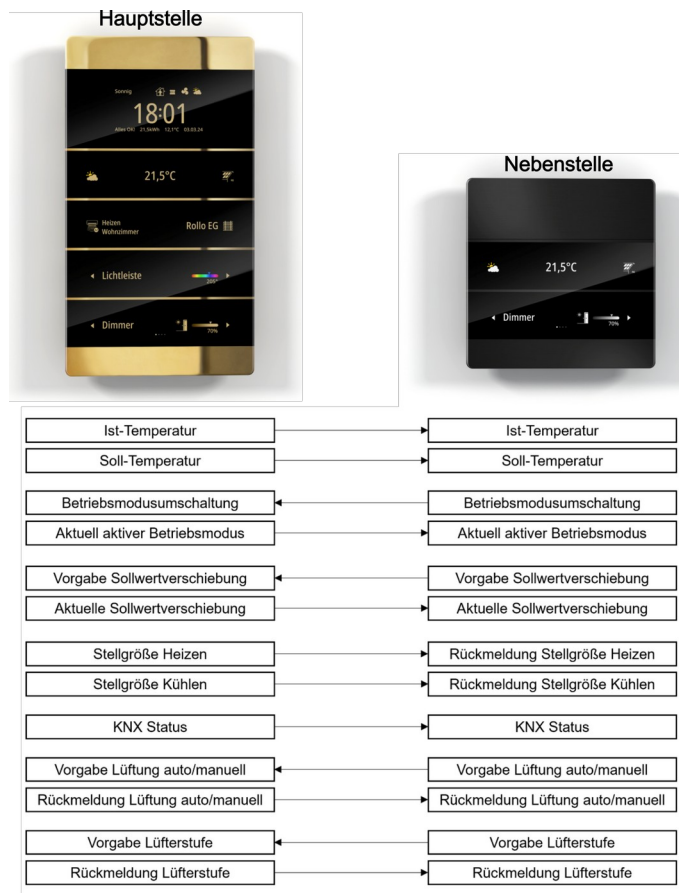 Hauptstelle
Sonnig
18:01
Alles OK! 21,5kWh 12,1°C 03.03.24
21,5°C
Heizen
Wohnzimmer
Rollo EG
Lichtleiste
205°
Dimmer
70%
Nebenstelle
21,5°C
Dimmer
70%
Ist-Temperatur Ist-Temperatur
Soll-Temperatur Soll-Temperatur
Betriebsmodusumschaltung Betriebsmodusumschaltung
Aktuell aktiver Betriebsmodus Aktuell aktiver Betriebsmodus
Vorgabe Sollwertverschiebung Vorgabe Sollwertverschiebung
Aktuelle Sollwertverschiebung Aktuelle Sollwertverschiebung
Stellgröße Heizen Rückmeldung Stellgröße Heizen
Stellgröße Kühlen Rückmeldung Stellgröße Kühlen
KNX Status KNX Status
Vorgabe Lüftung auto/manuell Vorgabe Lüftung auto/manuell
Rückmeldung Lüftung auto/manuell Rückmeldung Lüftung auto/manuell
Vorgabe Lüfterstufe Vorgabe Lüfterstufe
Rückmeldung Lüfterstufe Rückmeldung Lüfterstufe